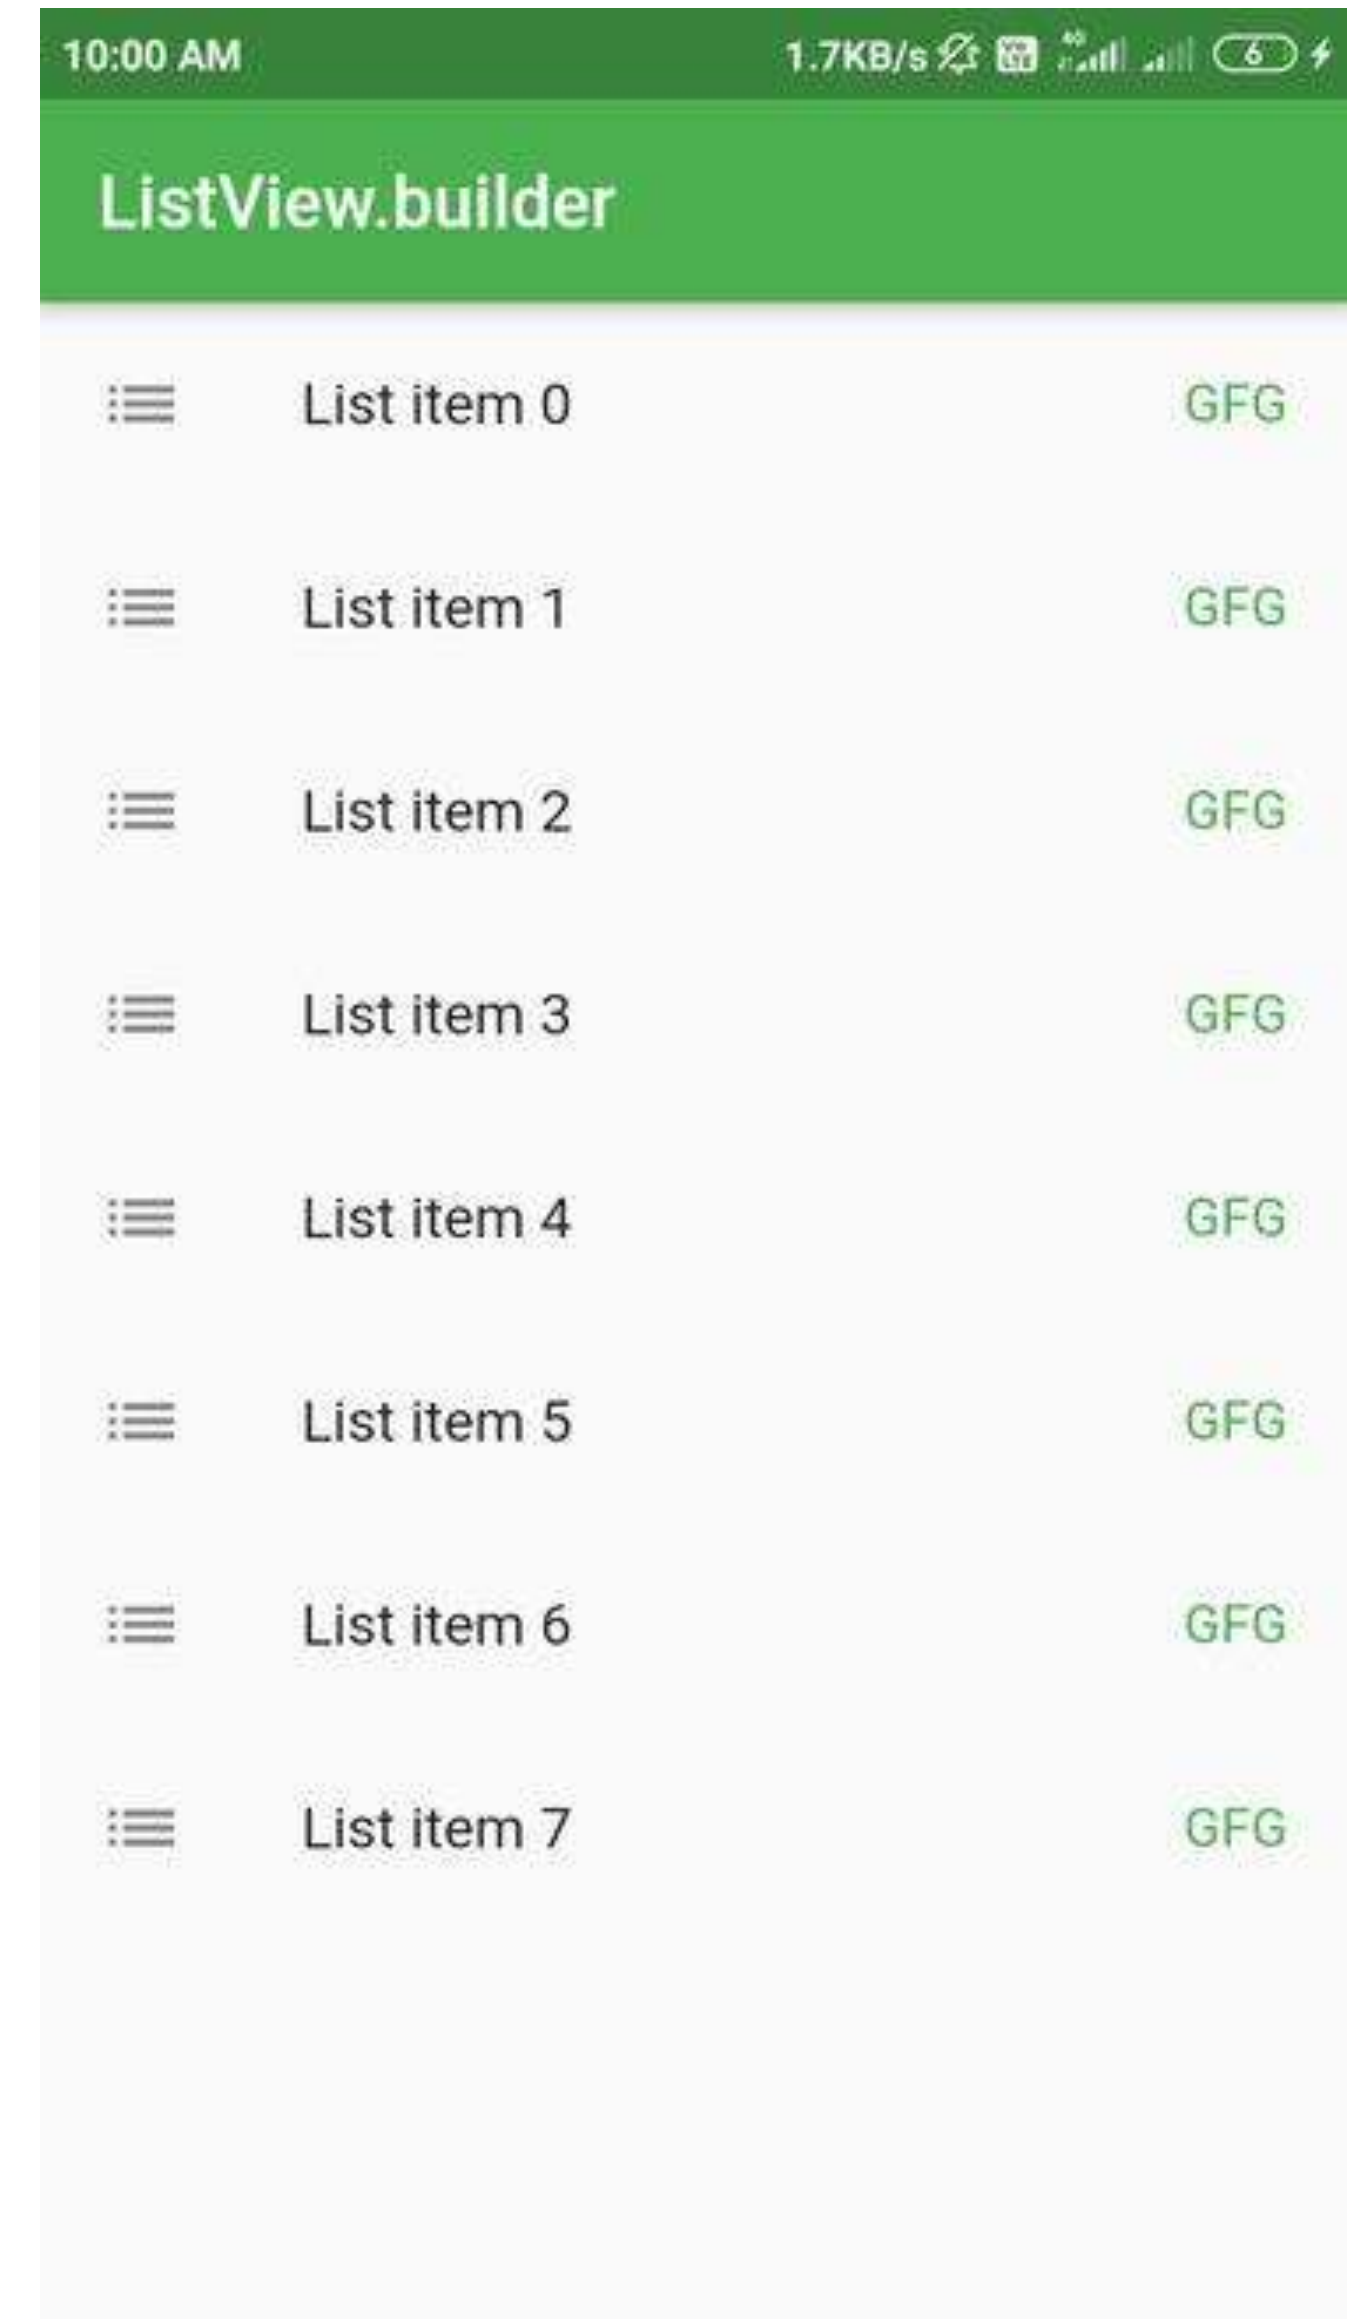 10:00 AM 1.7KB/s 4G 6
ListView.builder
List item 0 GFG
List item 1 GFG
List item 2 GFG
List item 3 GFG
List item 4 GFG
List item 5 GFG
List item 6 GFG
List item 7 GFG